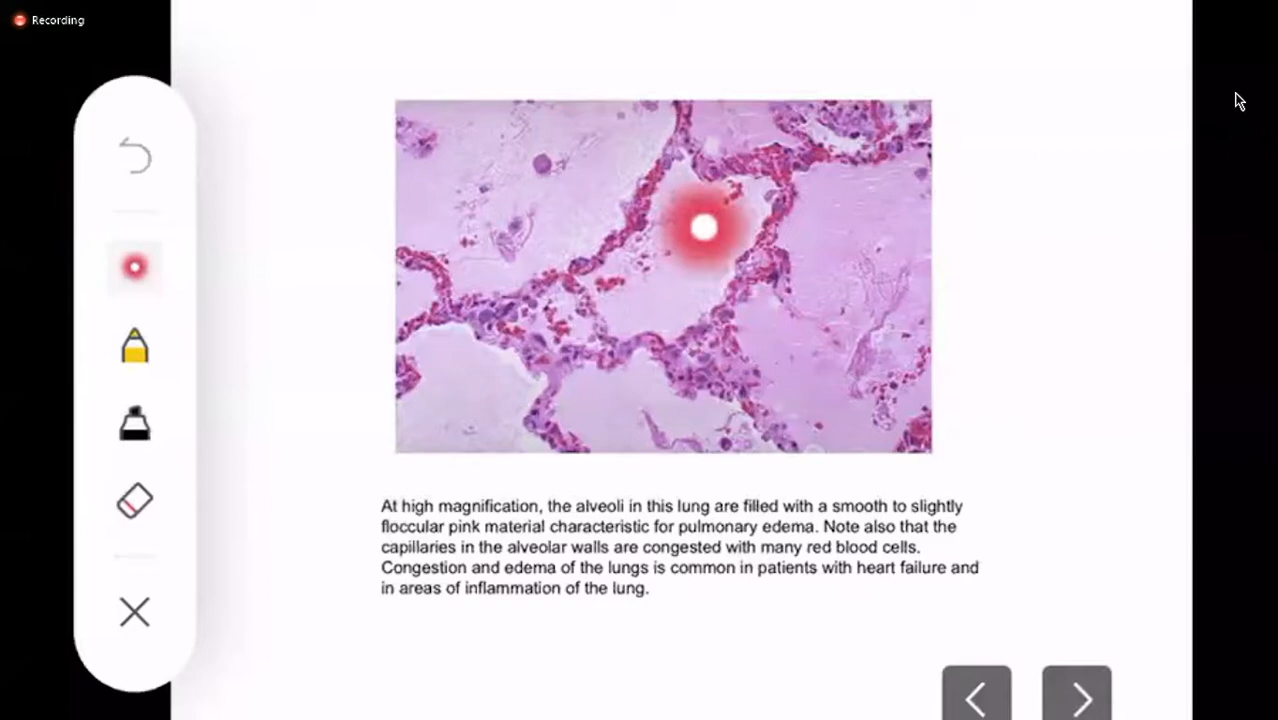 Recording
At high magnification, the alveoli in this lung are filled with a smooth to slightly
floccular pink material characteristic for pulmonary edema. Note also that the
capillaries in the alveolar walls are congested with many red blood cells.
Congestion and edema of the lungs is common in patients with heart failure and
in areas of inflammation of the lung.